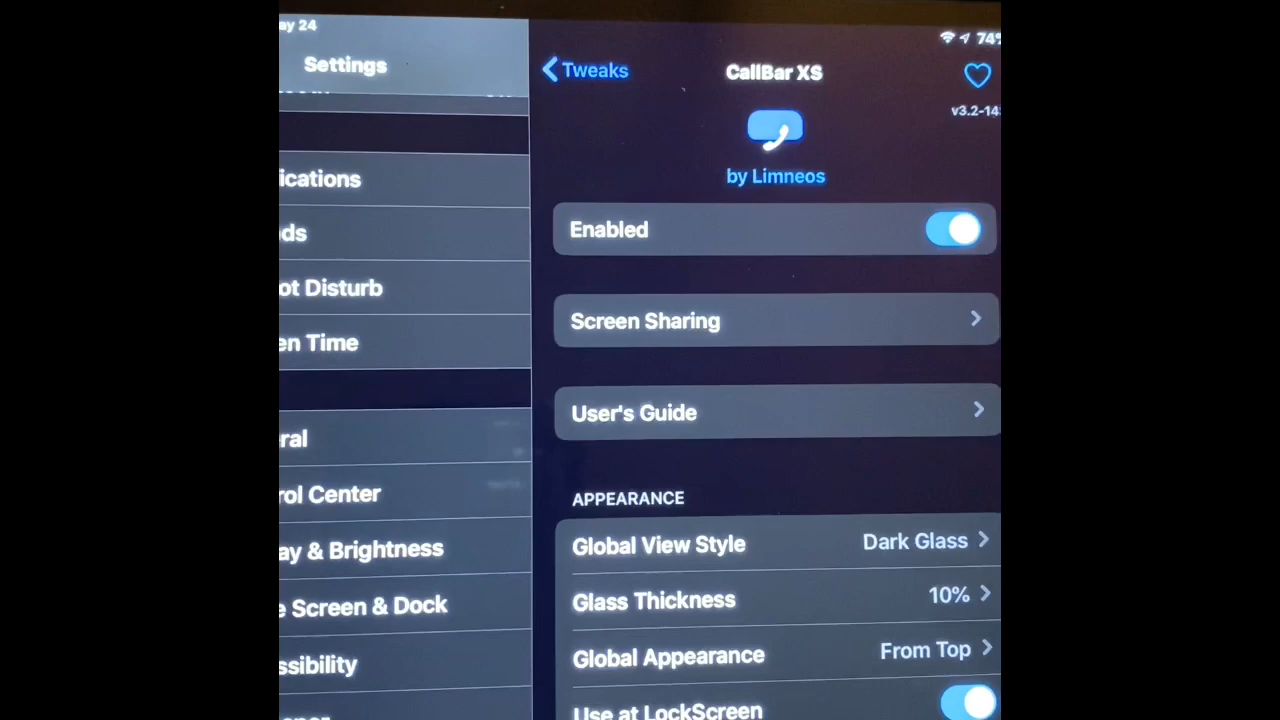 ay 24
74%
Settings
Tweaks
CallBar XS
v3.2-14
by Limneos
ications
Enabled
ds
ot Disturb
Screen Sharing
en Time
User's Guide
ral
rol Center
APPEARANCE
ay & Brightness
Global View Style
Dark Glass
e Screen & Dock
Glass Thickness
10%
ssibility
Global Appearance
From Top
Use at LockScreen